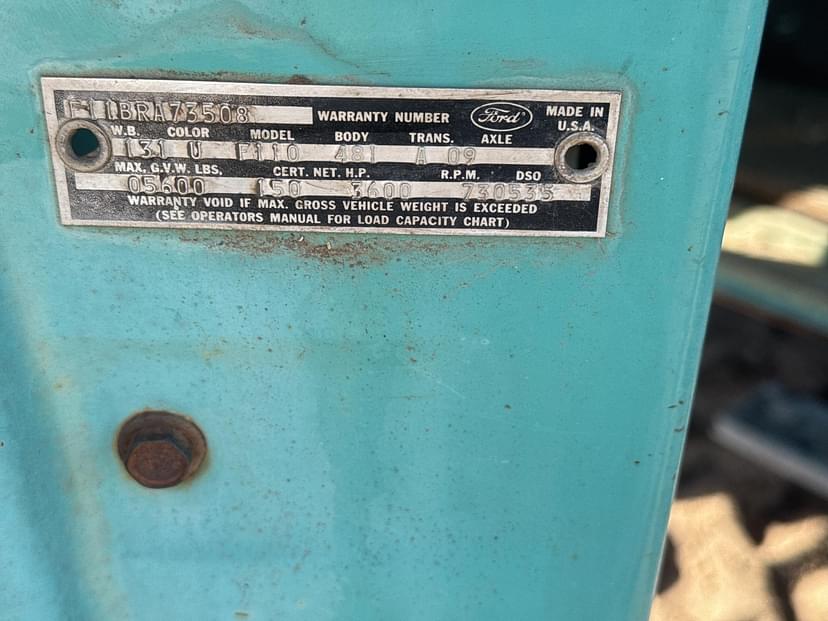 F11BRA73508 WARRANTY NUMBER Ford MADE IN U.S.A.
W.B. COLOR MODEL BODY TRANS. AXLE
131 U F110 481 A 09
MAX. G.V.W. LBS, CERT. NET. H.P. R.P.M. DSO
05600 150 3600 730535
WARRANTY VOID IF MAX. GROSS VEHICLE WEIGHT IS EXCEEDED
(SEE OPERATORS MANUAL FOR LOAD CAPACITY CHART)